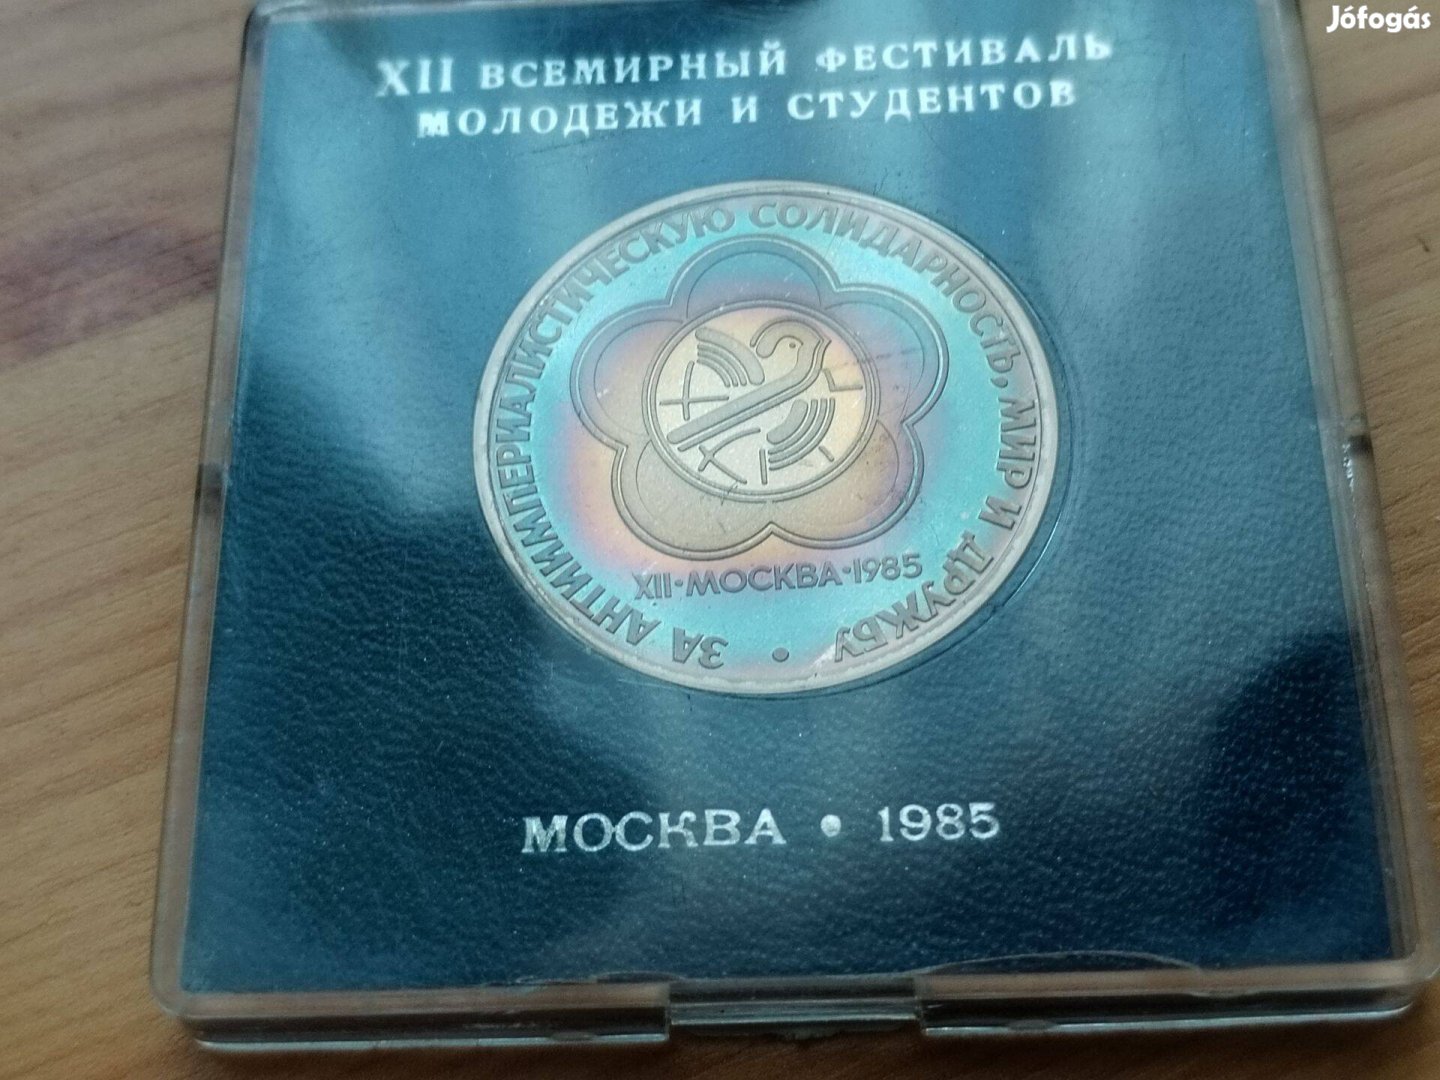 Jófogás
XII ВСЕМИРНЫЙ ФЕСТИВАЛЬ
МОЛОДЕЖИ И СТУДЕНТОВ
ЗА АНТИИМПЕРИАЛИСТИЧЕСКУЮ СОЛИДАРНОСТЬ, МИР И ДРУЖБУ •
XII·МОСКВА·1985
МОСКВА • 1985